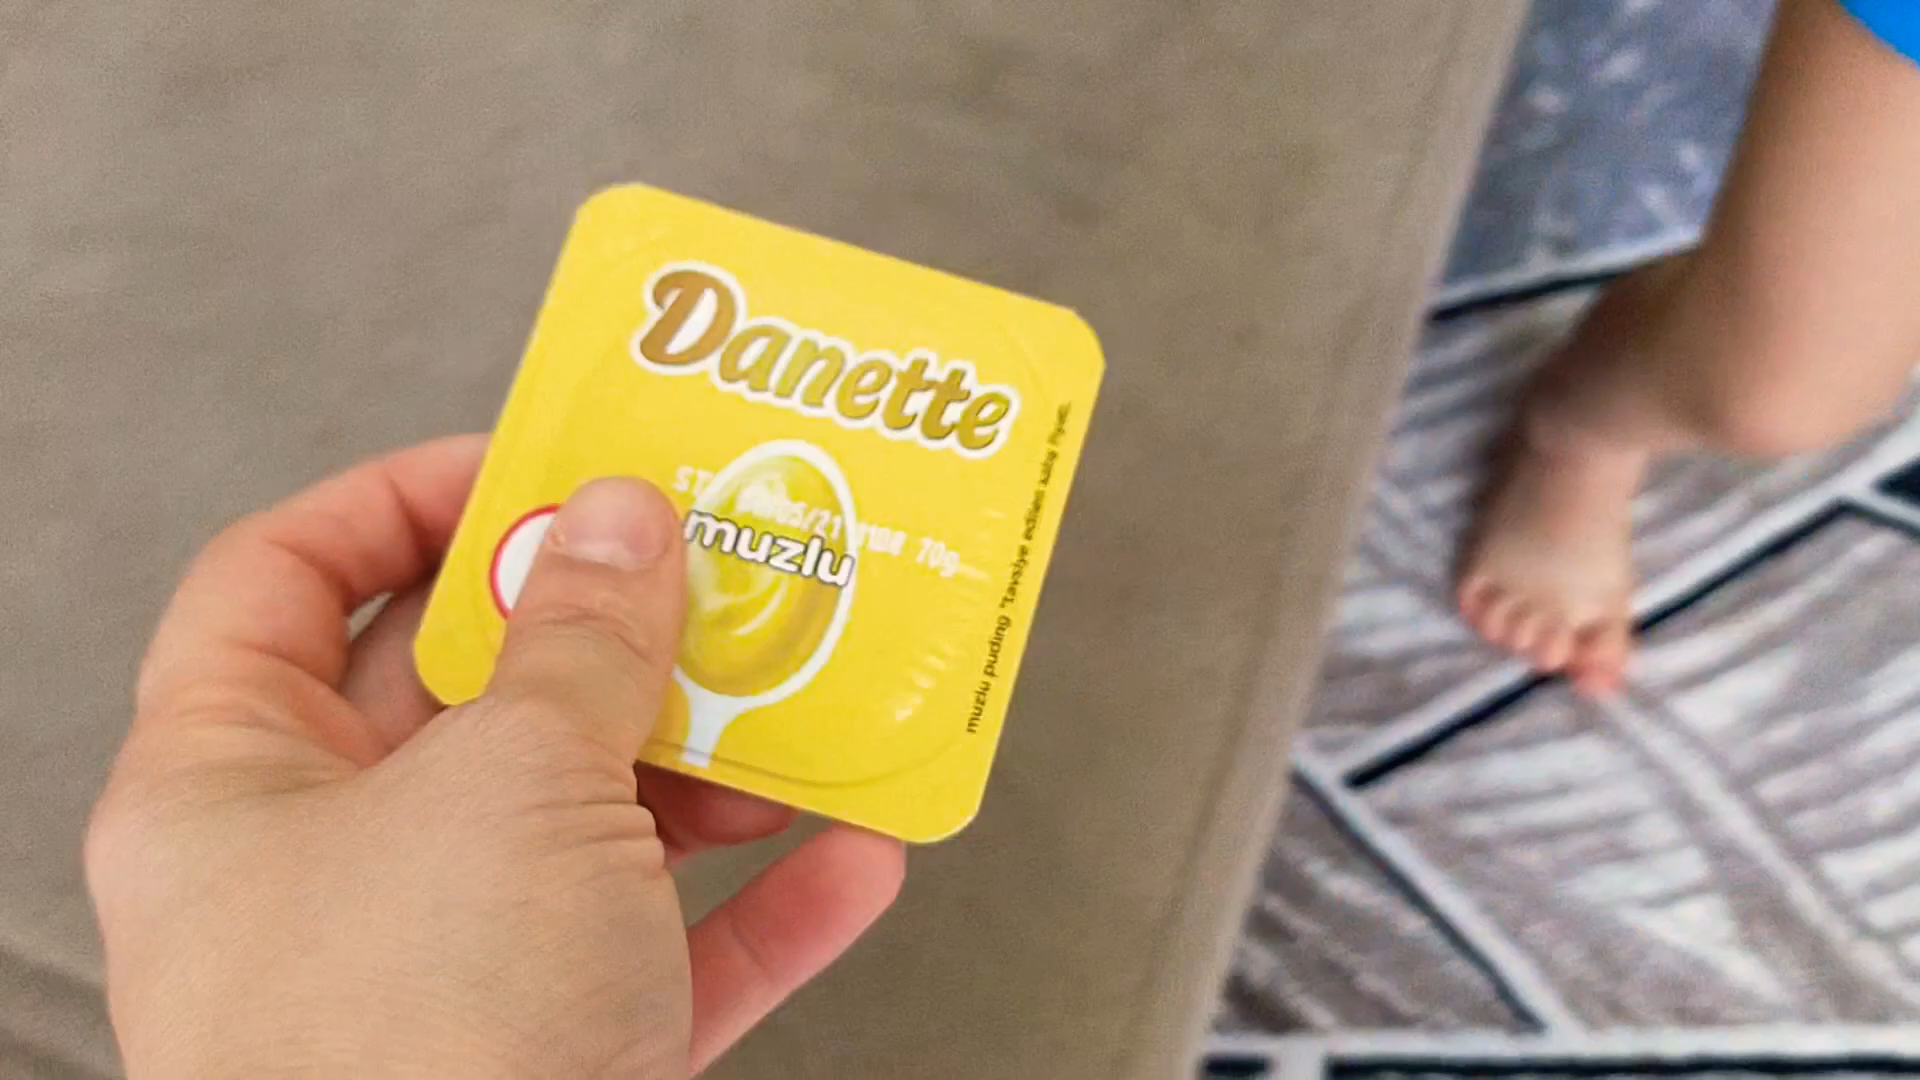 Danette
muzlu
70g
muzlu puding "tavsiye edilen satış fiyatı.